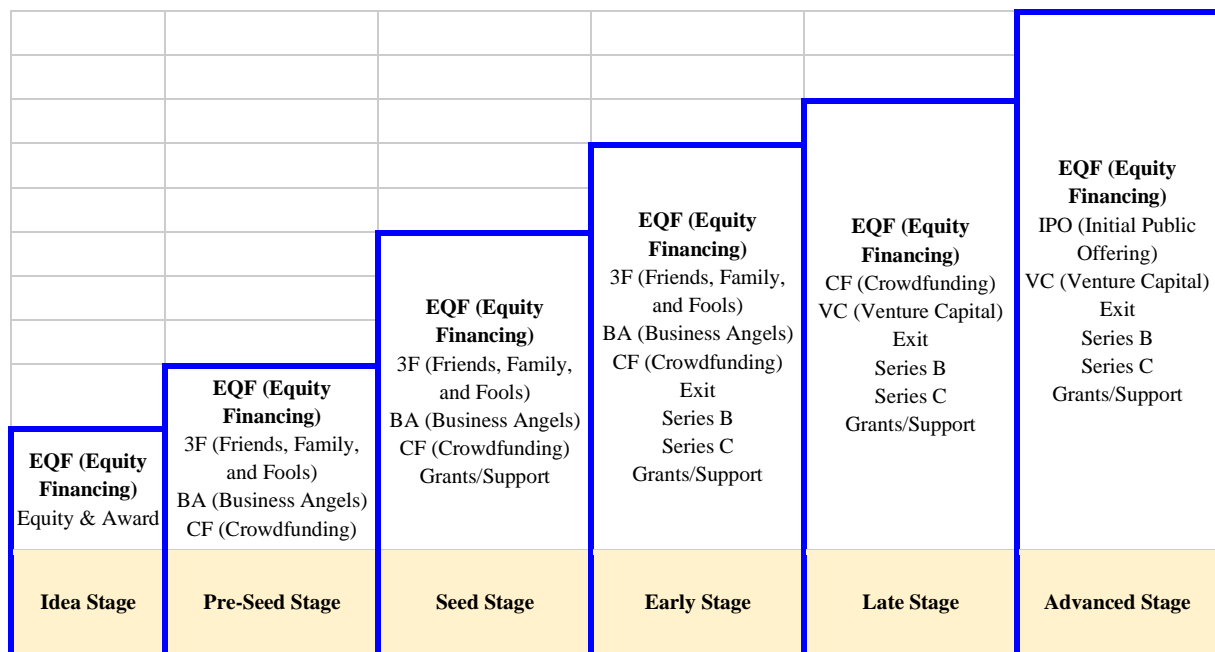 EQF (Equity
Financing)
Equity & Award
Idea Stage
EQF (Equity
Financing)
3F (Friends, Family,
and Fools)
BA (Business Angels)
CF (Crowdfunding)
Pre-Seed Stage
EQF (Equity
Financing)
3F (Friends, Family,
and Fools)
BA (Business Angels)
CF (Crowdfunding)
Grants/Support
Seed Stage
EQF (Equity
Financing)
3F (Friends, Family,
and Fools)
BA (Business Angels)
CF (Crowdfunding)
Exit
Series B
Series C
Grants/Support
Early Stage
EQF (Equity
Financing)
CF (Crowdfunding)
VC (Venture Capital)
Exit
Series B
Series C
Grants/Support
Late Stage
EQF (Equity
Financing)
IPO (Initial Public
Offering)
VC (Venture Capital)
Exit
Series B
Series C
Grants/Support
Advanced Stage